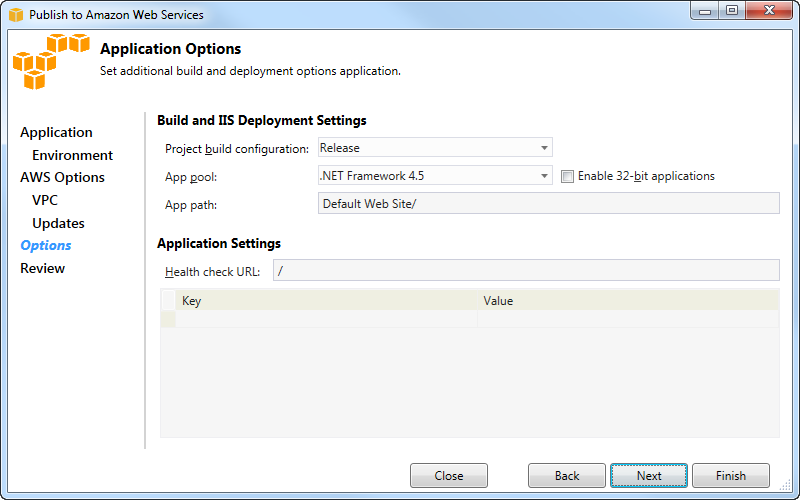 Publish to Amazon Web Services
Application Options
Set additional build and deployment options application.
Application
Environment
AWS Options
VPC
Updates
Options
Review
Build and IIS Deployment Settings
Project build configuration: Release
App pool: .NET Framework 4.5 Enable 32-bit applications
App path: Default Web Site/
Application Settings
Health check URL: /
Key Value
Close Back Next Finish